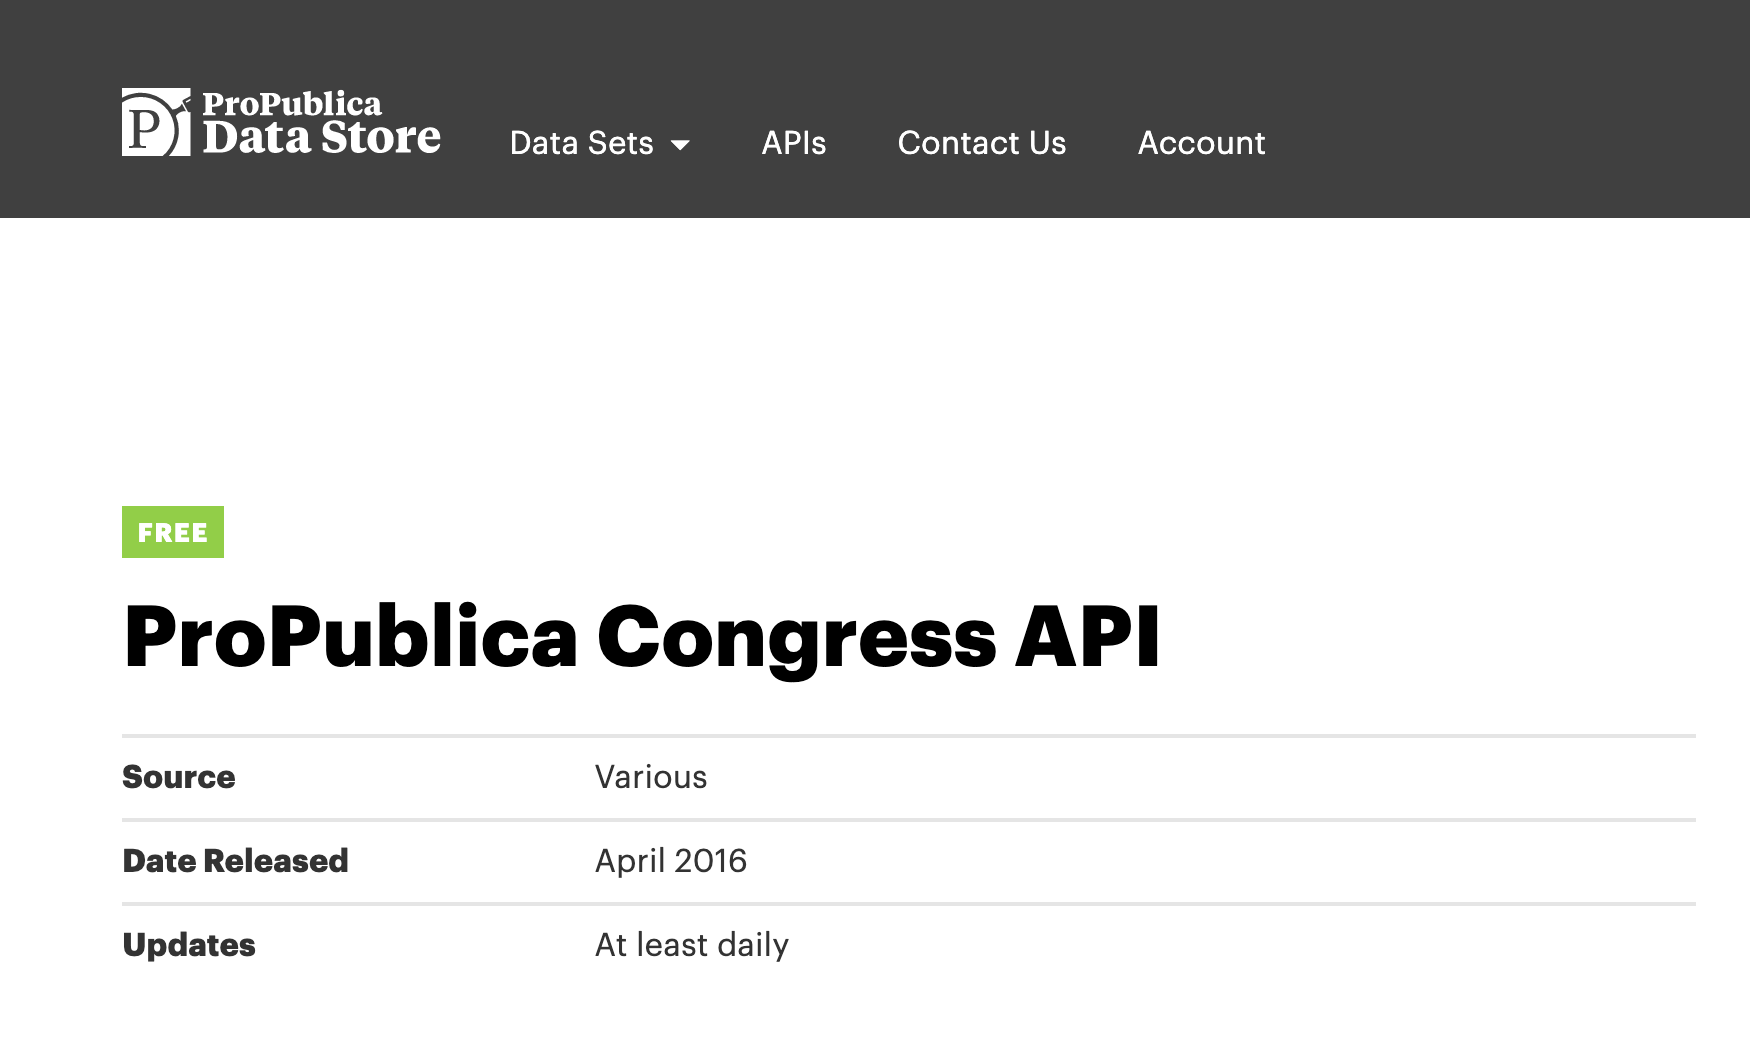 ProPublica
Data Store
Data Sets APIs Contact Us Account
FREE
ProPublica Congress API
Source Various
Date Released April 2016
Updates At least daily